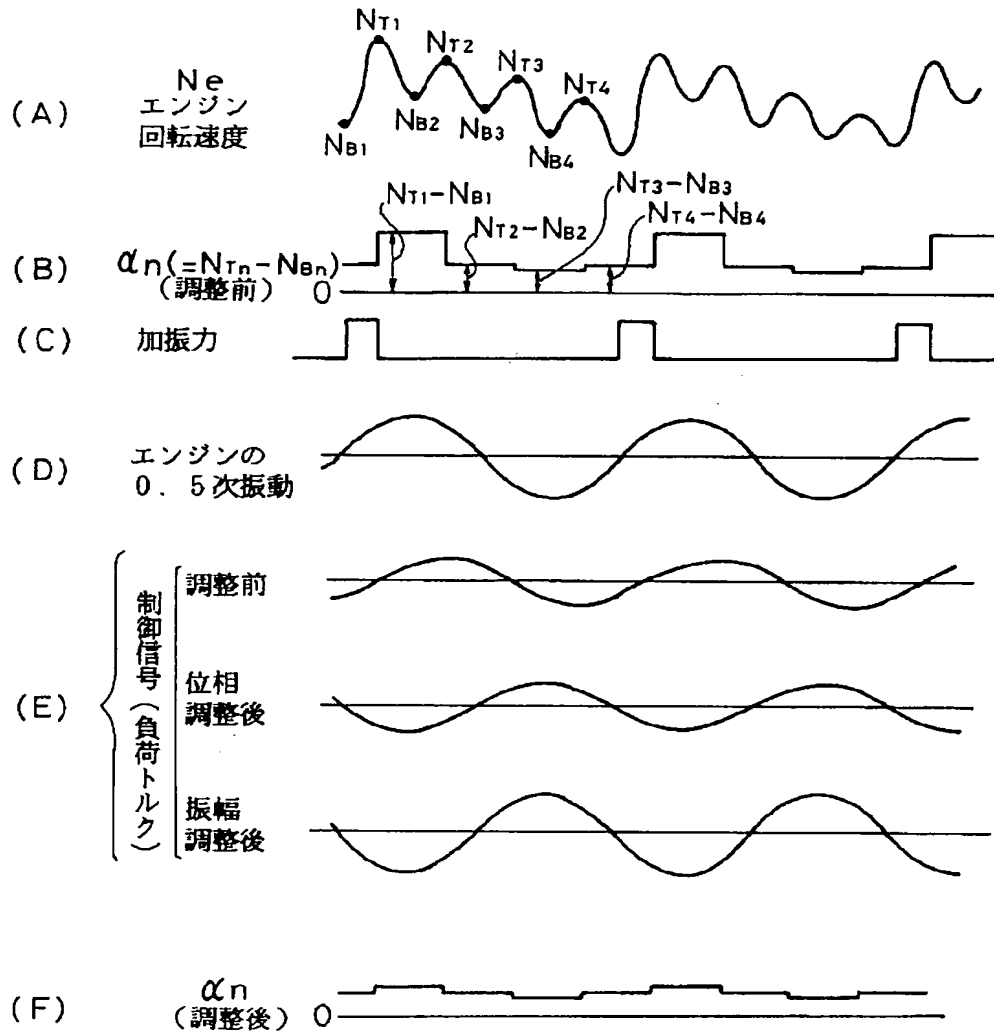 (A)
Ne
エンジン
回転速度
NT1
NT2
NT3
NT4
NB1
NB2
NB3
NB4
(B)
αn(=NTn−NBn)
(調整前)
0
NT1−NB1
NT2−NB2
NT3−NB3
NT4−NB4
(C)
加振力
(D)
エンジンの
0.5次振動
(E)
制御信号(負荷トルク)
調整前
位相
調整後
振幅
調整後
(F)
αn
(調整後)
0